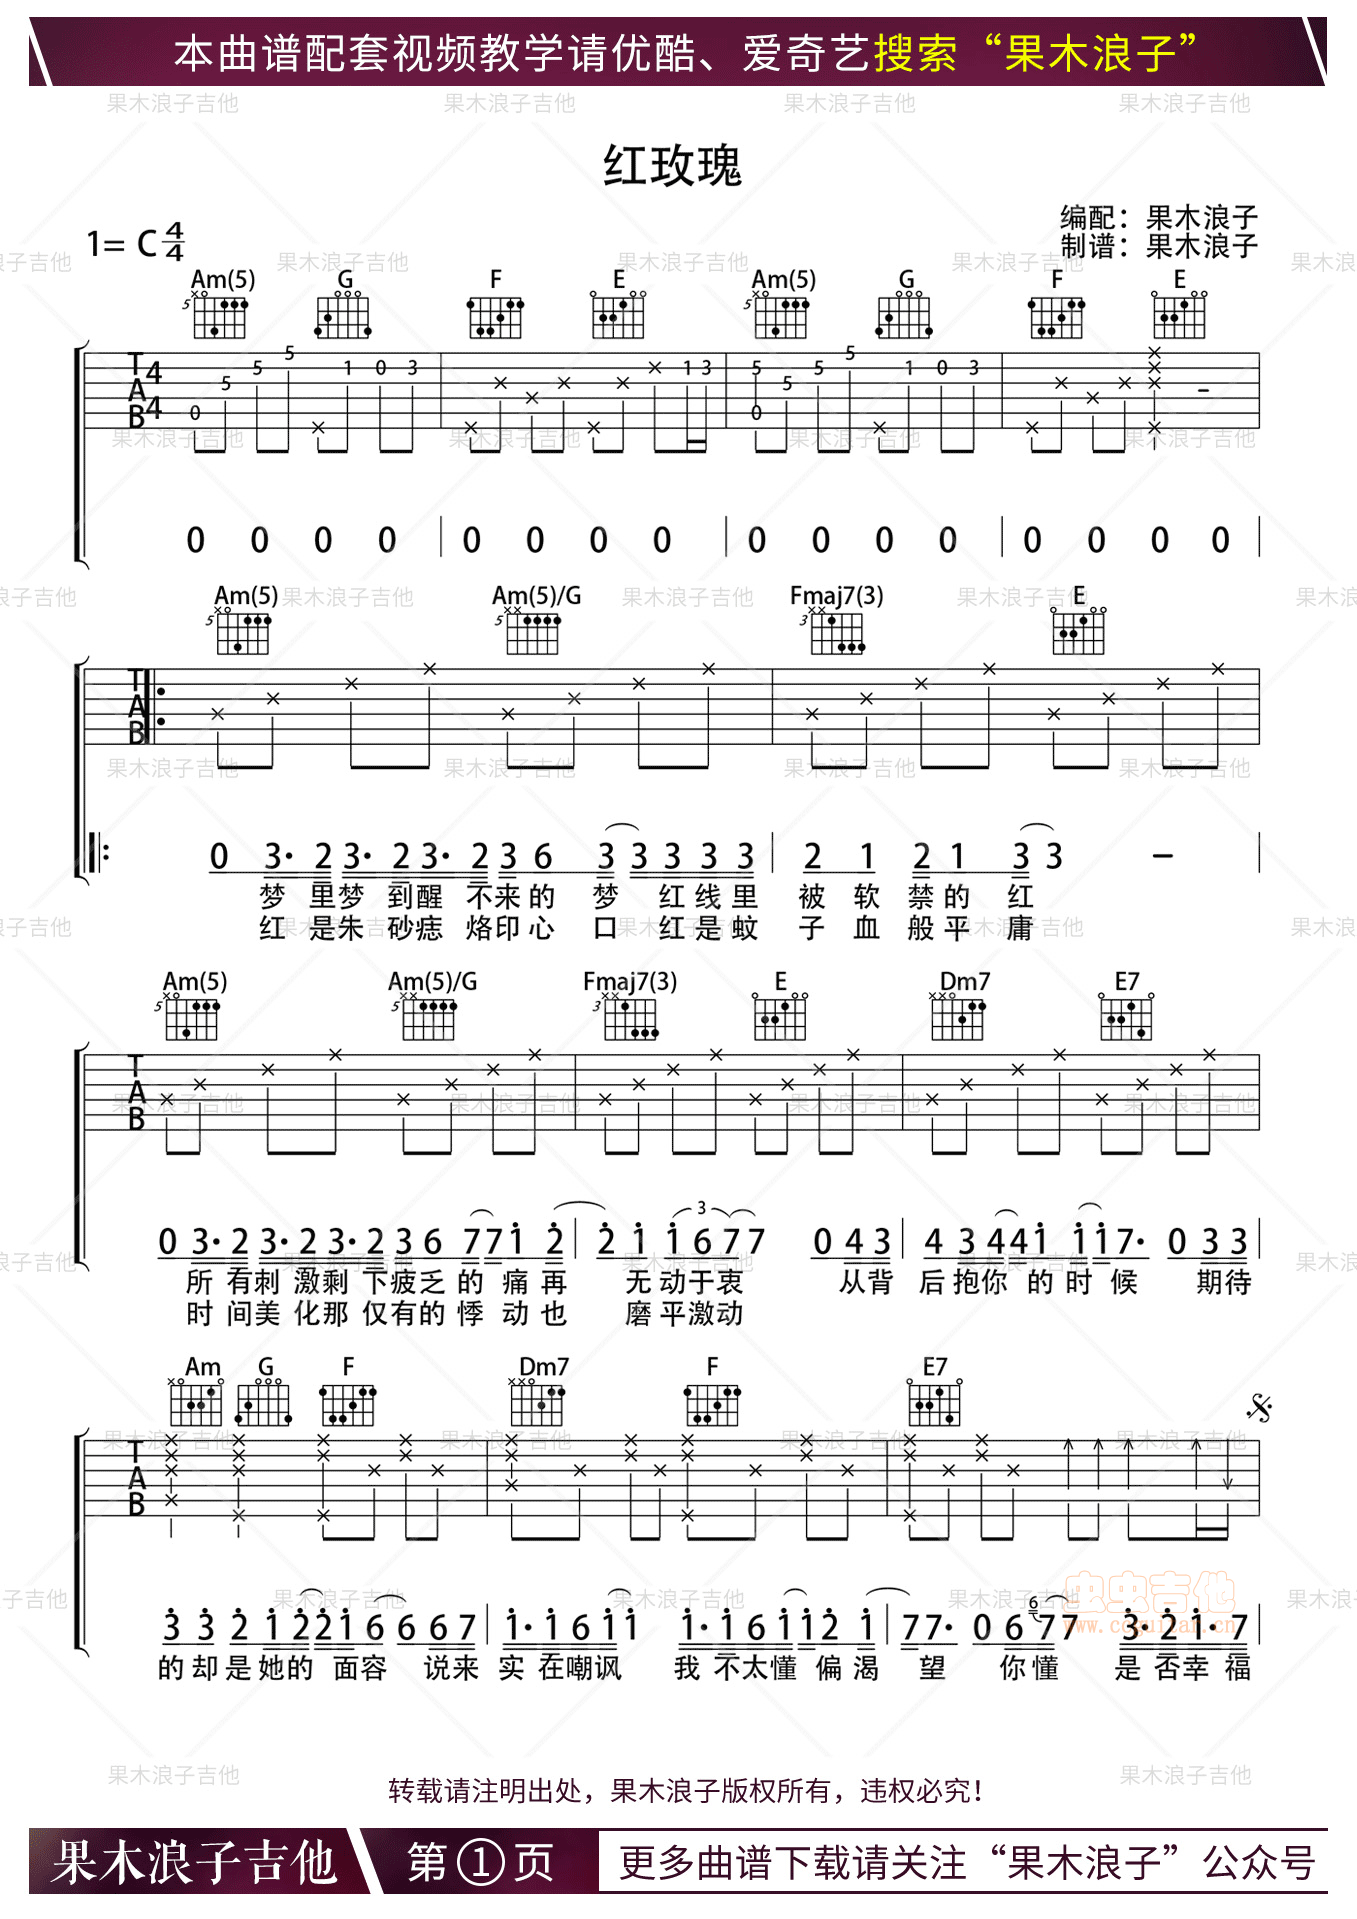 本曲谱配套视频教学请优酷、爱奇艺搜索“果木浪子”
红玫瑰
编配：果木浪子
制谱：果木浪子
1= C 4/4
Am(5) G F E Am(5) G F E
0 0 0 0 0 0 0 0 0 0 0 0 0 0 0 0
Am(5) Am(5)/G Fmaj7(3) E
0 3· 2 3· 2 3· 2 3 6 3 3 3 3 3 2 1 2 1 3 3 –
梦 里梦 到醒 不来的 梦 红线里 被 软 禁的 红
红 是朱 砂痣 烙印心 口 红是蚊 子 血 般平 庸
Am(5) Am(5)/G Fmaj7(3) E Dm7 E7
0 3· 2 3· 2 3· 2 3 6 7 7 1 2 2 1 1 6 7 7 0 4 3 4 3 4 4 1 1 1 7· 0 3 3
所 有刺 激剩 下疲乏 的 痛再 无动于衷 从背 后抱你 的时 候 期待
时 间美 化那 仅有的 悸 动也 磨平激动
Am G F Dm7 F E7
3 3 2 1 2 2 1 6 6 6 7 1· 1 6 1 1 1· 1 6 1 1 2 1 7 7· 0 6 7 7 3· 2 1· 7
的却是她的 面容 说来 实 在嘲讽 我 不太懂 偏渴 望 你懂 是 否幸 福
虫虫吉他
www.ccguitar.cn
转载请注明出处，果木浪子版权所有，违权必究！
果木浪子吉他 第①页 更多曲谱下载请关注“果木浪子”公众号